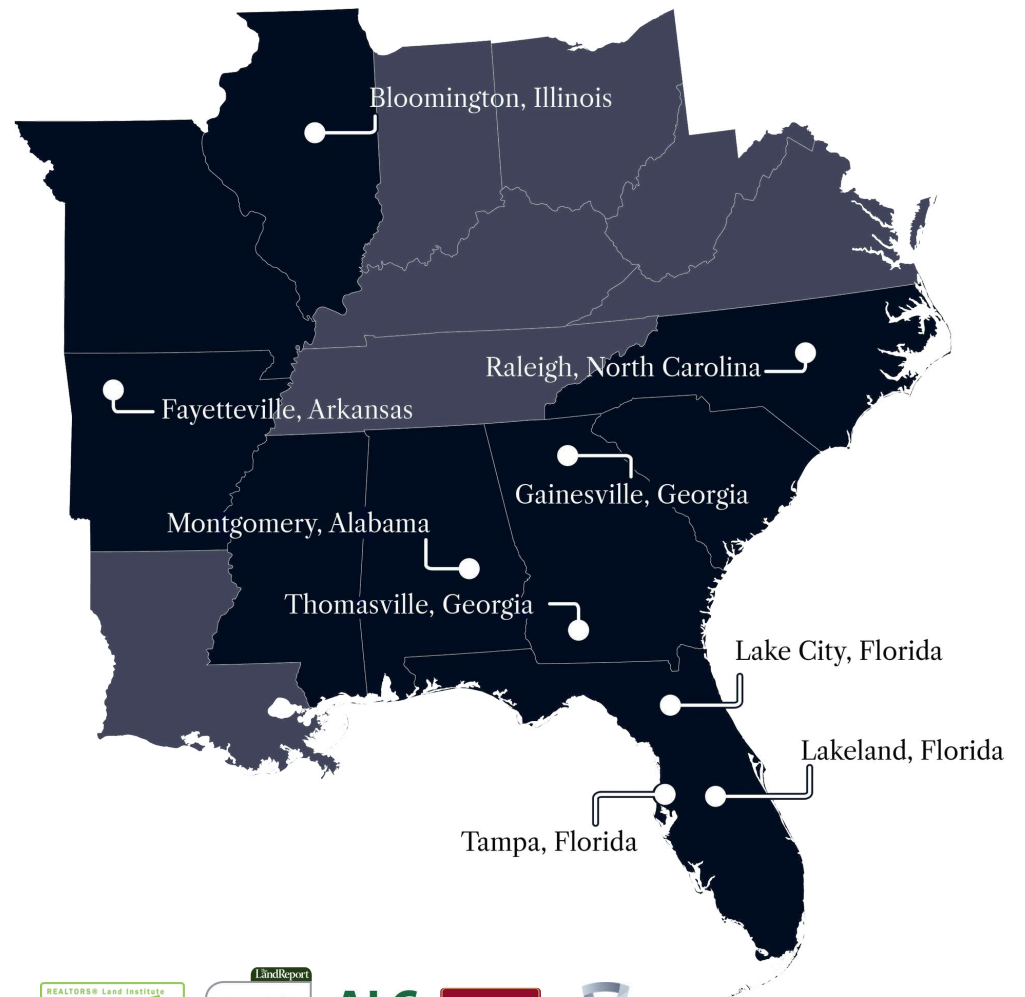 Bloomington, Illinois
Raleigh, North Carolina
Fayetteville, Arkansas
Gainesville, Georgia
Montgomery, Alabama
Thomasville, Georgia
Lake City, Florida
Lakeland, Florida
Tampa, Florida
The LandReport
REALTORS® Land Institute